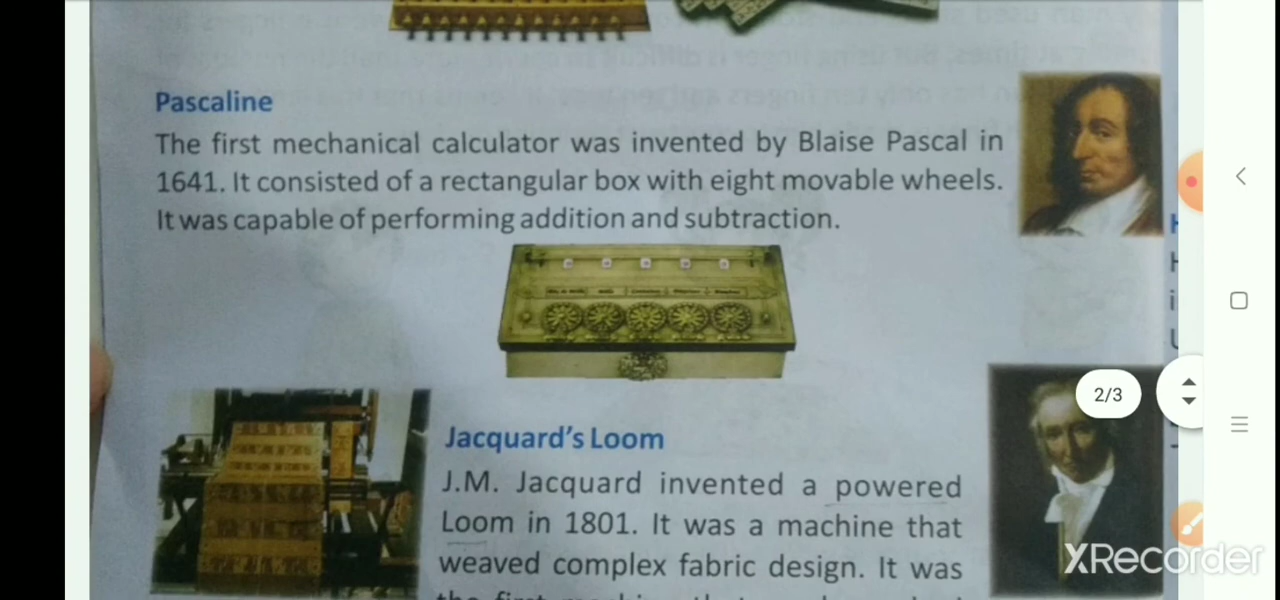 Pascaline
The first mechanical calculator was invented by Blaise Pascal in
1641. It consisted of a rectangular box with eight movable wheels.
It was capable of performing addition and subtraction.
2/3
Jacquard's Loom
J.M. Jacquard invented a powered
Loom in 1801. It was a machine that
weaved complex fabric design. It was
XRecorder